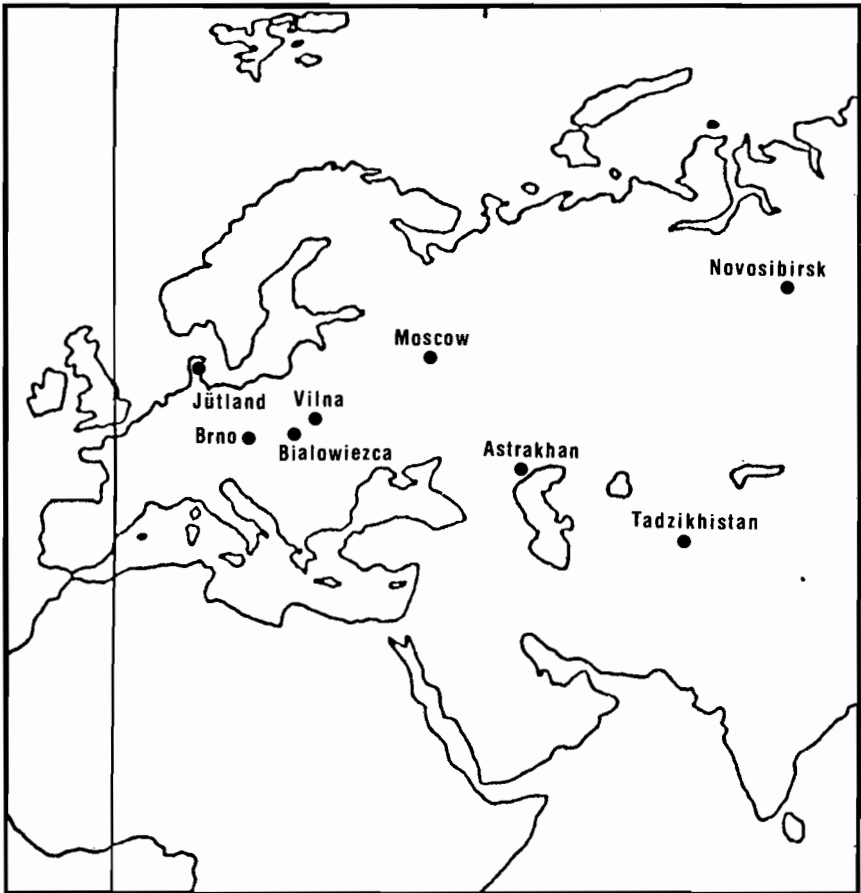 Novosibirsk
Moscow
Jütland
Vilna
Brno
Bialowiezca
Astrakhan
Tadzikhistan